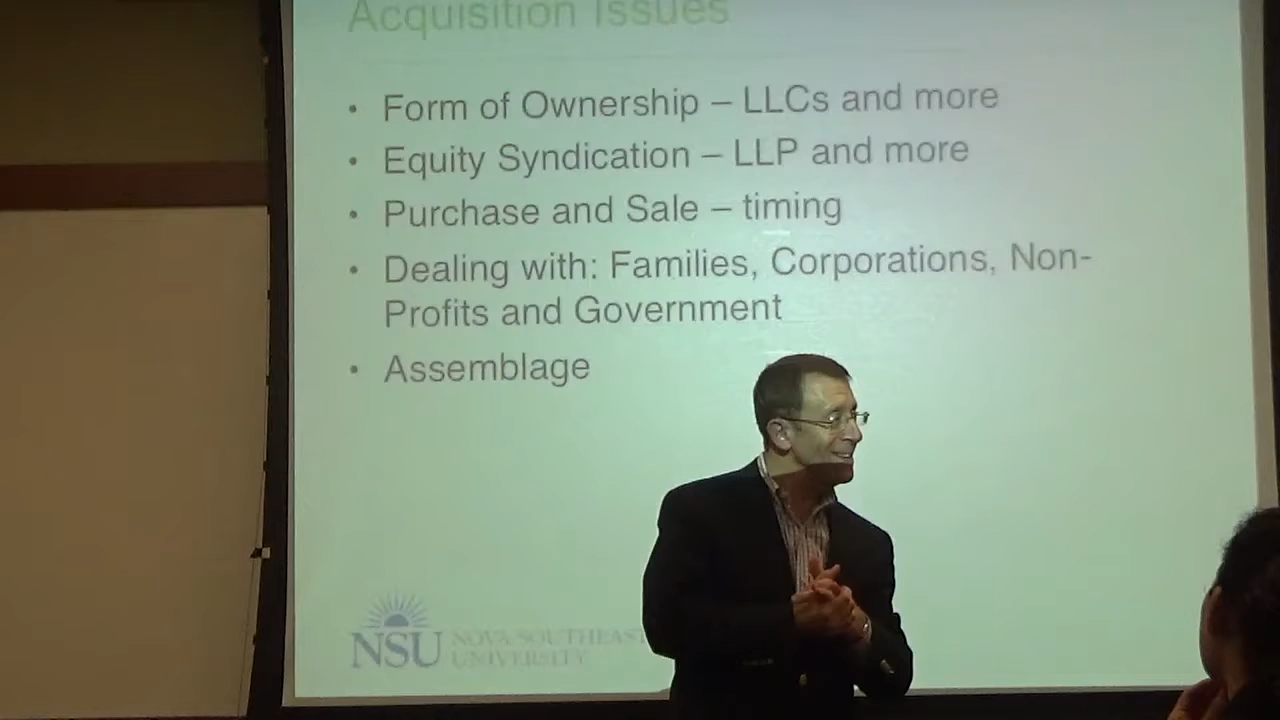 Acquisition Issues
• Form of Ownership – LLCs and more
• Equity Syndication – LLP and more
• Purchase and Sale – timing
• Dealing with: Families, Corporations, Non-
Profits and Government
• Assemblage
NSU NOVA SOUTHEAST
UNIVERSITY